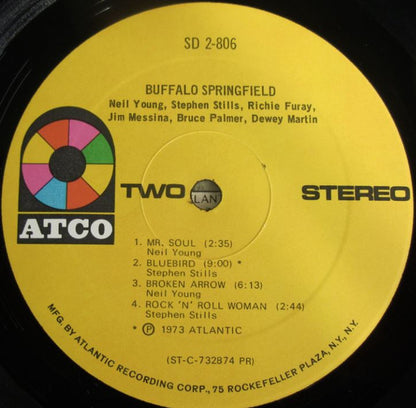 SD 2-806
BUFFALO SPRINGFIELD
Neil Young, Stephen Stills, Richie Furay,
Jim Messina, Bruce Palmer, Dewey Martin
TWO
LAN
STEREO
ATCO
1. MR. SOUL (2:35)
Neil Young
2. BLUEBIRD (9:00) *
Stephen Stills
3. BROKEN ARROW (6:13)
Neil Young
4. ROCK 'N' ROLL WOMAN (2:44)
Stephen Stills
* Ⓟ 1973 ATLANTIC
(ST-C-732874 PR)
MFG. BY ATLANTIC RECORDING CORP., 75 ROCKEFELLER PLAZA, N.Y., N.Y.